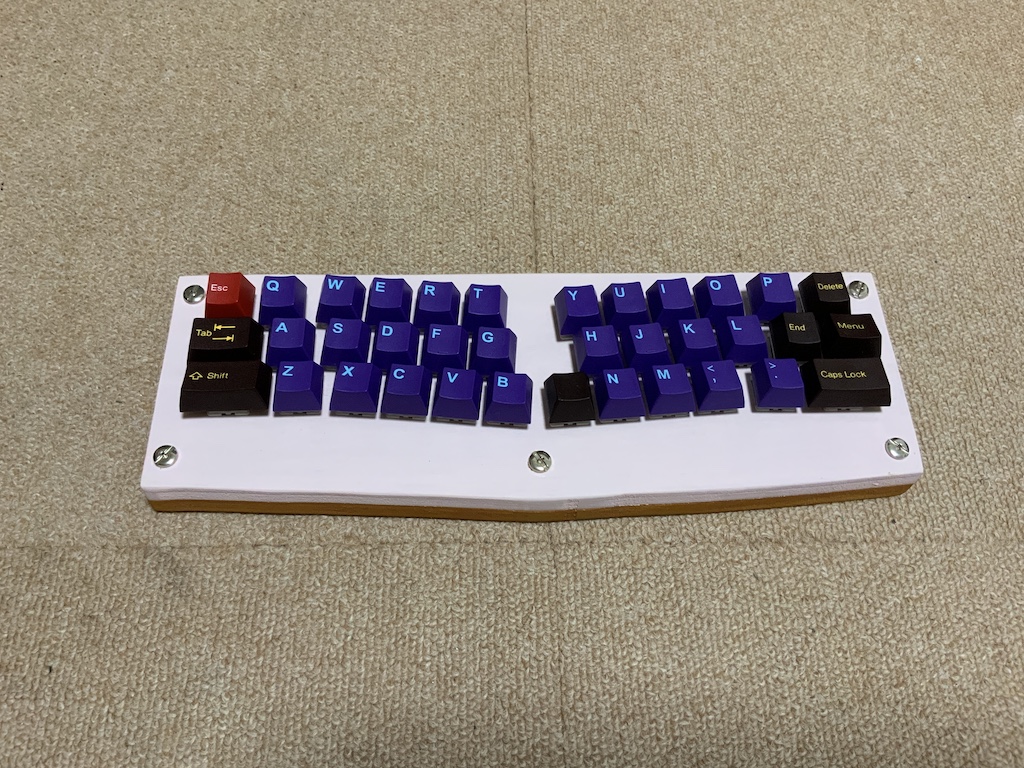 Esc Q W E R T Y U I O P Delete
Tab A S D F G H J K L End Menu
Shift Z X C V B N M < , > . Caps Lock